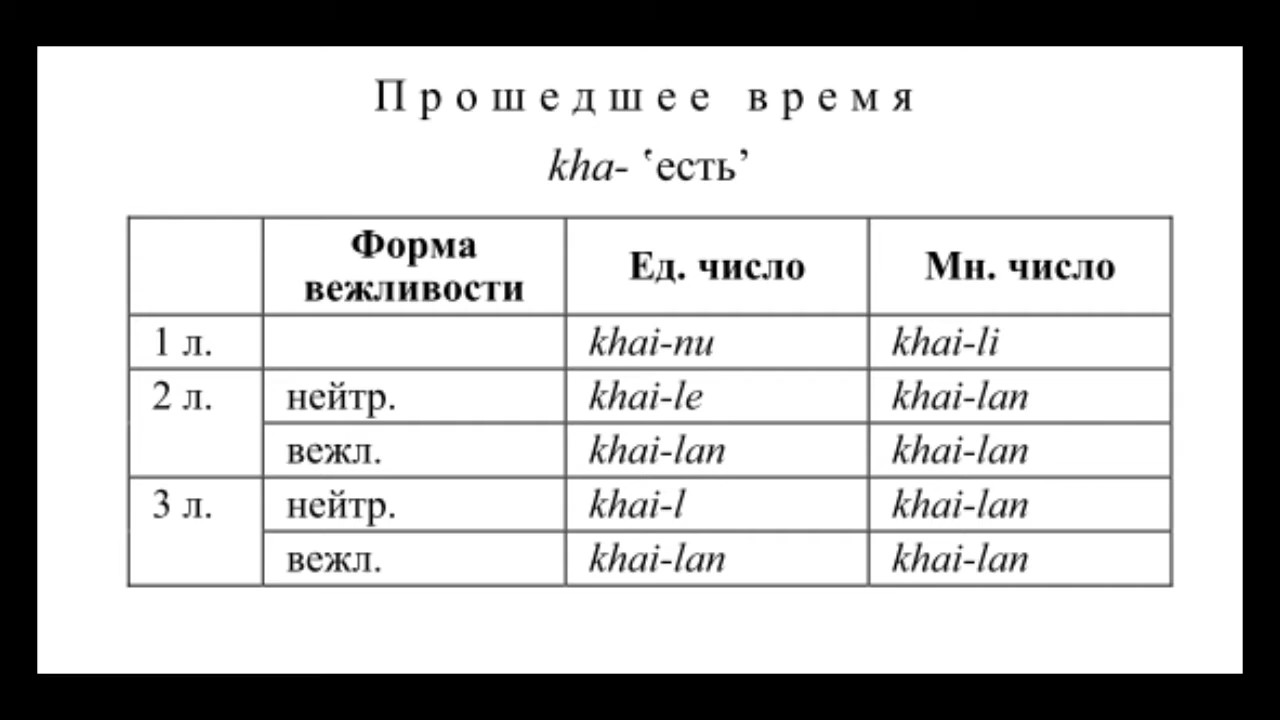 Прошедшее время
kha- ‛есть’
Форма вежливости Ед. число Мн. число
1 л. khai-nu khai-li
2 л. нейтр. khai-le khai-lan
вежл. khai-lan khai-lan
3 л. нейтр. khai-l khai-lan
вежл. khai-lan khai-lan